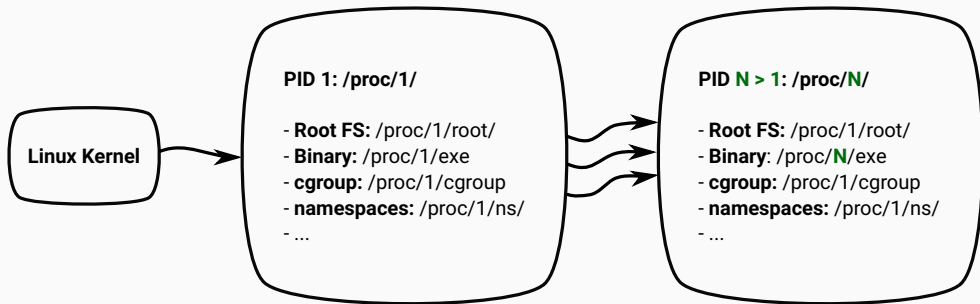 Linux Kernel
PID 1: /proc/1/
- Root FS: /proc/1/root/
- Binary: /proc/1/exe
- cgroup: /proc/1/cgroup
- namespaces: /proc/1/ns/
- ...
PID N > 1: /proc/N/
- Root FS: /proc/1/root/
- Binary: /proc/N/exe
- cgroup: /proc/1/cgroup
- namespaces: /proc/1/ns/
- ...